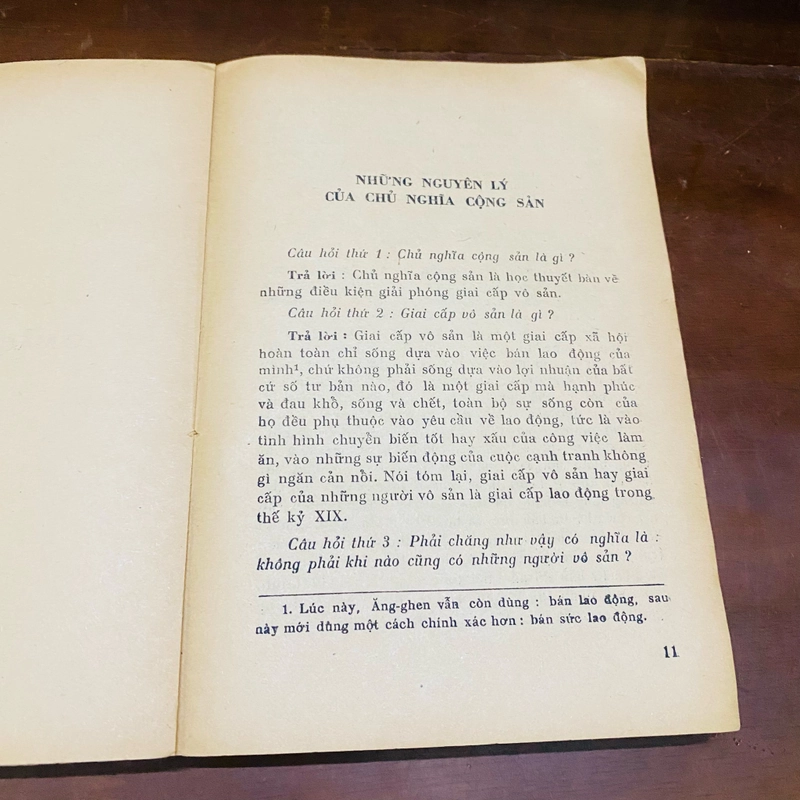 NHỮNG NGUYÊN LÝ
CỦA CHỦ NGHĨA CỘNG SẢN
Câu hỏi thứ 1 : Chủ nghĩa cộng sản là gì ?
Trả lời : Chủ nghĩa cộng sản là học thuyết bàn về
những điều kiện giải phóng giai cấp vô sản.
Câu hỏi thứ 2 : Giai cấp vô sản là gì ?
Trả lời : Giai cấp vô sản là một giai cấp xã hội
hoàn toàn chỉ sống dựa vào việc bán lao động của
mình¹, chứ không phải sống dựa vào lợi nhuận của bất
cứ số tư bản nào, đó là một giai cấp mà hạnh phúc
và đau khổ, sống và chết, toàn bộ sự sống còn của
họ đều phụ thuộc vào yêu cầu về lao động, tức là vào
tình hình chuyển biến tốt hay xấu của công việc làm
ăn, vào những sự biến động của cuộc cạnh tranh không
gì ngăn cản nổi. Nói tóm lại, giai cấp vô sản hay giai
cấp của những người vô sản là giai cấp lao động trong
thế kỷ XIX.
Câu hỏi thứ 3 : Phải chăng như vậy có nghĩa là :
không phải khi nào cũng có những người vô sản ?
1. Lúc này, Ăng-ghen vẫn còn dùng : bán lao động, sau
này mới dùng một cách chính xác hơn : bán sức lao động.
11